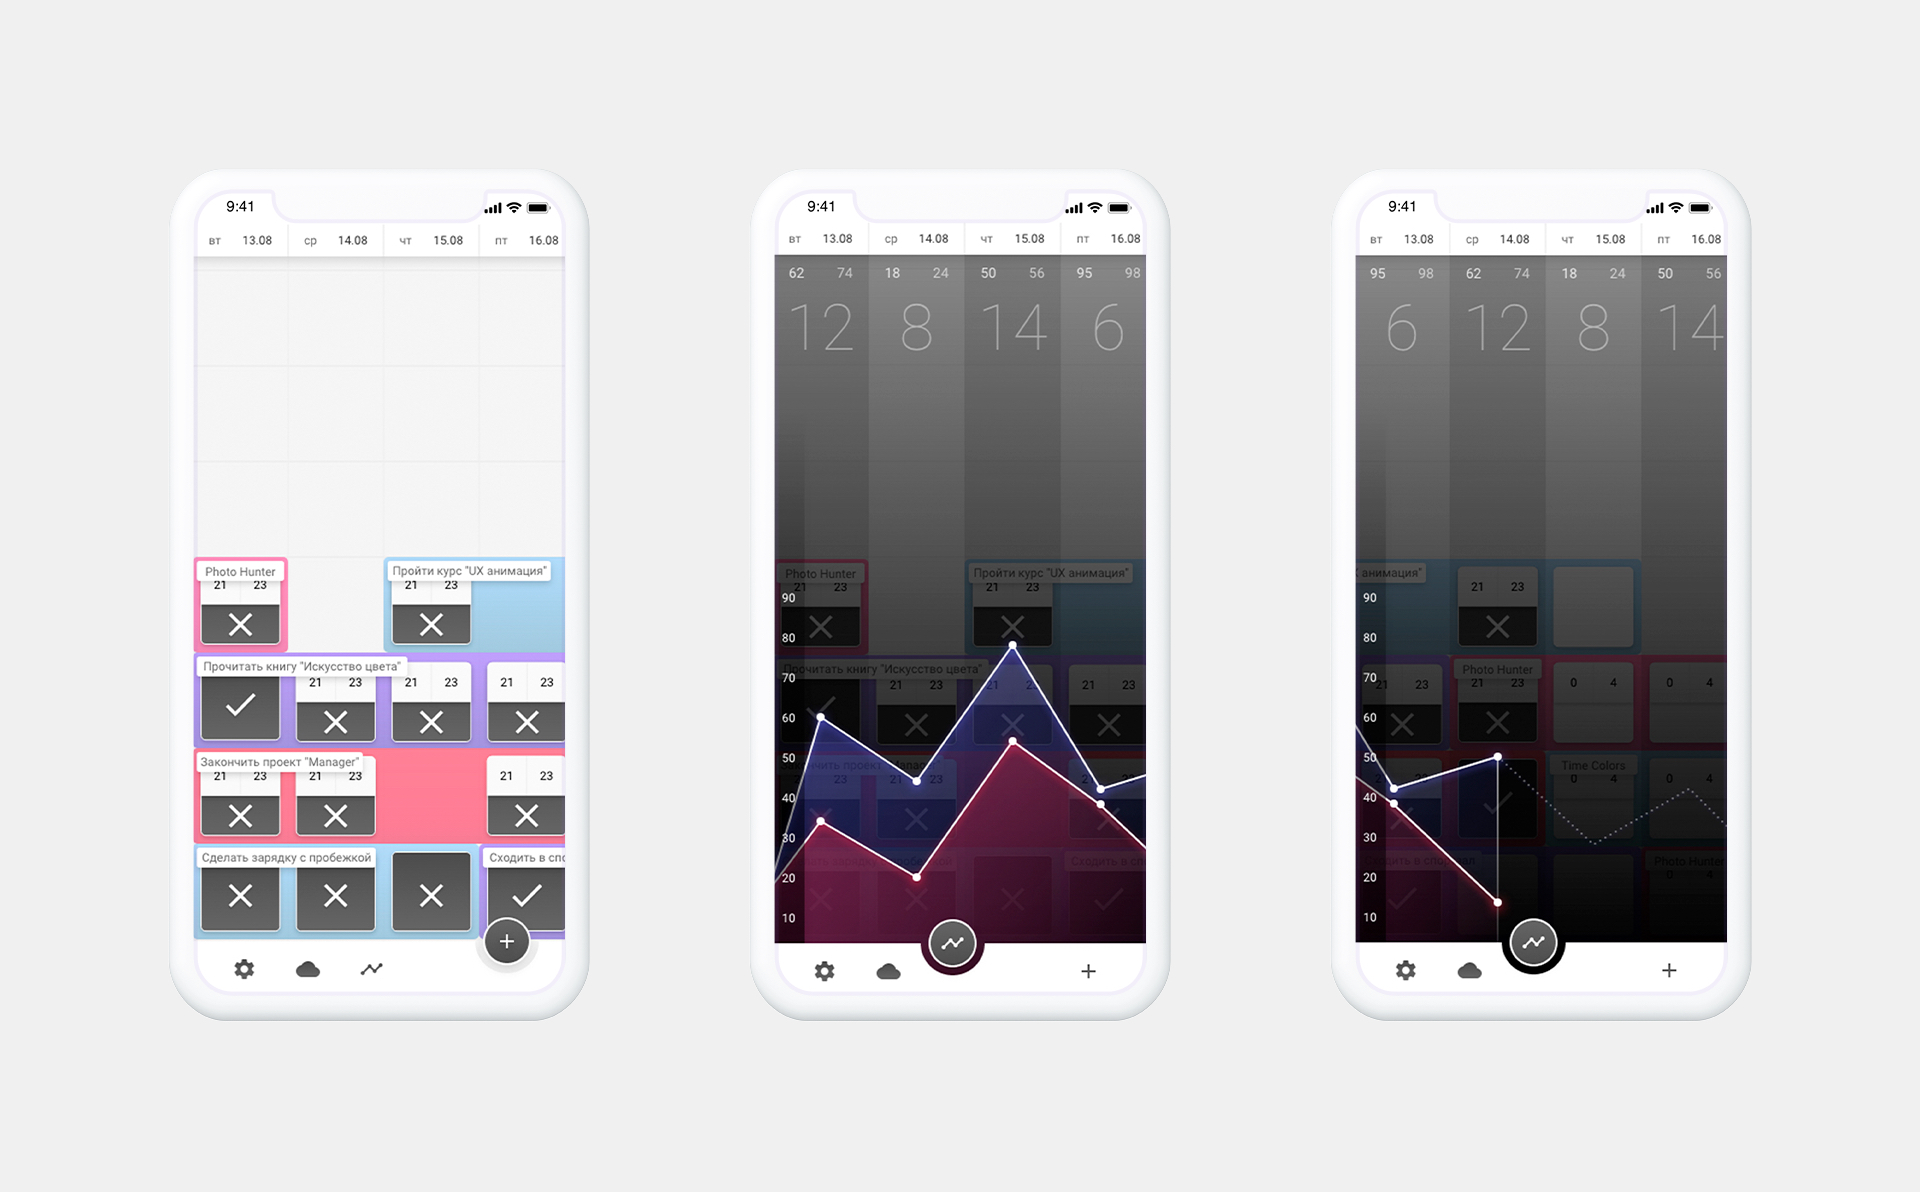 9:41
вт 13.08 ср 14.08 чт 15.08 пт 16.08
Photo Hunter Пройти курс "UX анимация"
21 23 21 23
Прочитать книгу "Искусство цвета"
21 23 21 23 21 23
Закончить проект "Manager"
21 23 21 23 21 23
Сделать зарядку с пробежкой Сходить в спо
9:41
вт 13.08 ср 14.08 чт 15.08 пт 16.08
62 74 18 24 50 56 95 98
12 8 14 6
Photo Hunter Пройти курс "UX анимация"
21 23 21 23
90
80
Прочитать книгу "Искусство цвета"
70 21 23 21 2 21 23
60
50
40
30
20
10
9:41
вт 13.08 ср 14.08 чт 15.08 пт 16.08
95 98 62 74 18 24 50 56
6 12 8 14
анимация"
21 23
90
80
Photo Hunter
70 21 23 21 23 0 4 0 4
60
50 Time Colors
0 4 0 4
40
30
20 Photo Hunter
10